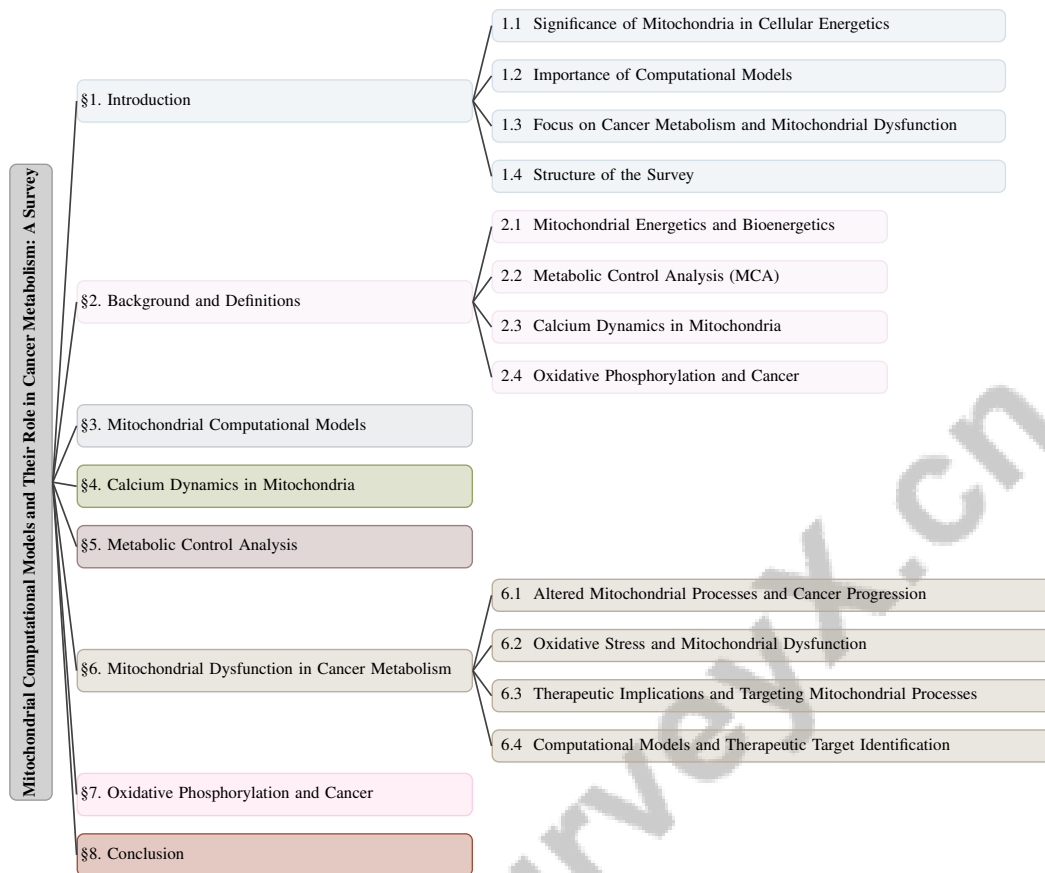 Mitochondrial Computational Models and Their Role in Cancer Metabolism: A Survey
§1. Introduction
1.1 Significance of Mitochondria in Cellular Energetics
1.2 Importance of Computational Models
1.3 Focus on Cancer Metabolism and Mitochondrial Dysfunction
1.4 Structure of the Survey
§2. Background and Definitions
2.1 Mitochondrial Energetics and Bioenergetics
2.2 Metabolic Control Analysis (MCA)
2.3 Calcium Dynamics in Mitochondria
2.4 Oxidative Phosphorylation and Cancer
§3. Mitochondrial Computational Models
§4. Calcium Dynamics in Mitochondria
§5. Metabolic Control Analysis
§6. Mitochondrial Dysfunction in Cancer Metabolism
6.1 Altered Mitochondrial Processes and Cancer Progression
6.2 Oxidative Stress and Mitochondrial Dysfunction
6.3 Therapeutic Implications and Targeting Mitochondrial Processes
6.4 Computational Models and Therapeutic Target Identification
§7. Oxidative Phosphorylation and Cancer
§8. Conclusion
urveyx.cn